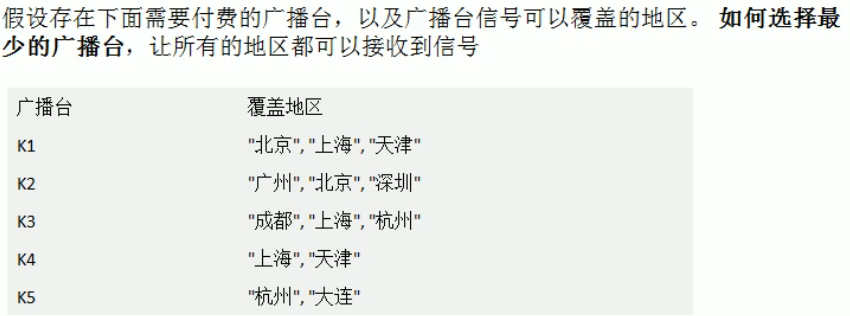 假设存在下面需要付费的广播台，以及广播台信号可以覆盖的地区。 如何选择最
少的广播台，让所有的地区都可以接收到信号
广播台 覆盖地区
K1 "北京", "上海", "天津"
K2 "广州", "北京", "深圳"
K3 "成都", "上海", "杭州"
K4 "上海", "天津"
K5 "杭州", "大连"